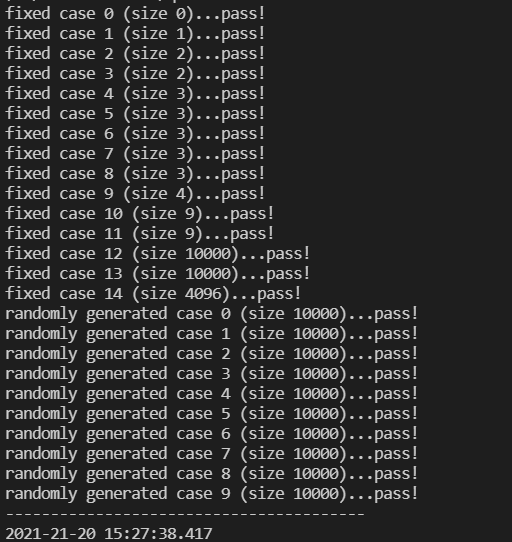 fixed case 0 (size 0)...pass!
fixed case 1 (size 1)...pass!
fixed case 2 (size 2)...pass!
fixed case 3 (size 2)...pass!
fixed case 4 (size 3)...pass!
fixed case 5 (size 3)...pass!
fixed case 6 (size 3)...pass!
fixed case 7 (size 3)...pass!
fixed case 8 (size 3)...pass!
fixed case 9 (size 4)...pass!
fixed case 10 (size 9)...pass!
fixed case 11 (size 9)...pass!
fixed case 12 (size 10000)...pass!
fixed case 13 (size 10000)...pass!
fixed case 14 (size 4096)...pass!
randomly generated case 0 (size 10000)...pass!
randomly generated case 1 (size 10000)...pass!
randomly generated case 2 (size 10000)...pass!
randomly generated case 3 (size 10000)...pass!
randomly generated case 4 (size 10000)...pass!
randomly generated case 5 (size 10000)...pass!
randomly generated case 6 (size 10000)...pass!
randomly generated case 7 (size 10000)...pass!
randomly generated case 8 (size 10000)...pass!
randomly generated case 9 (size 10000)...pass!
----------------------------------------
2021-21-20 15:27:38.417